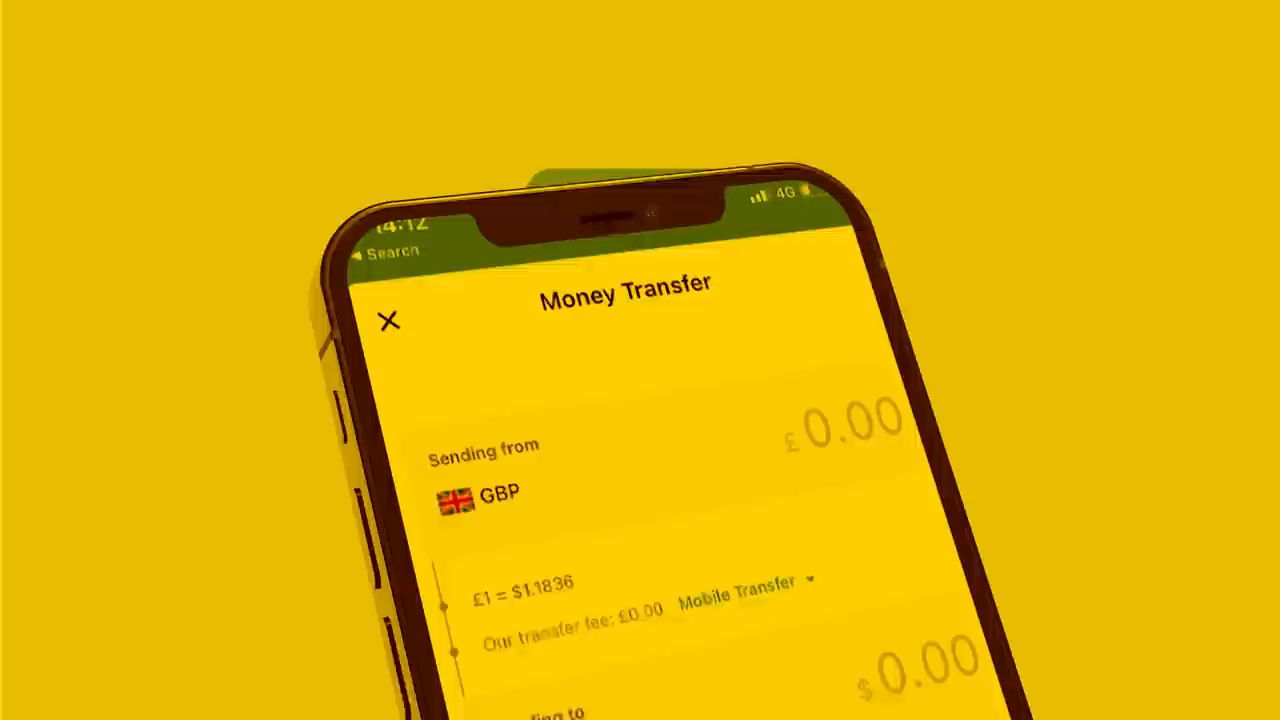 14:12
4G
Search
Money Transfer
Sending from
£ 0.00
GBP
£1 = $1.1836
Our transfer fee: £0.00 Mobile Transfer
$ 0.00
to